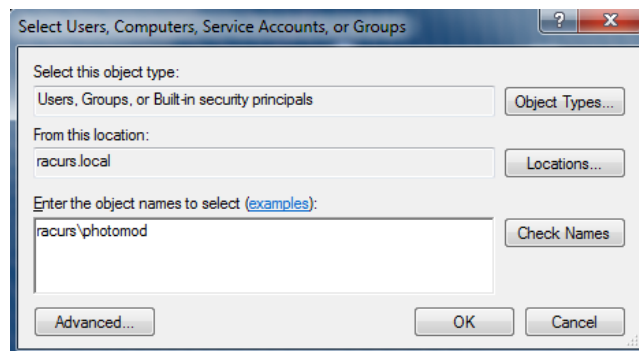 Select Users, Computers, Service Accounts, or Groups
?
Select this object type:
Users, Groups, or Built-in security principals
Object Types...
From this location:
racurs.local
Locations...
Enter the object names to select (examples):
racurs\photomod
Check Names
Advanced...
OK
Cancel